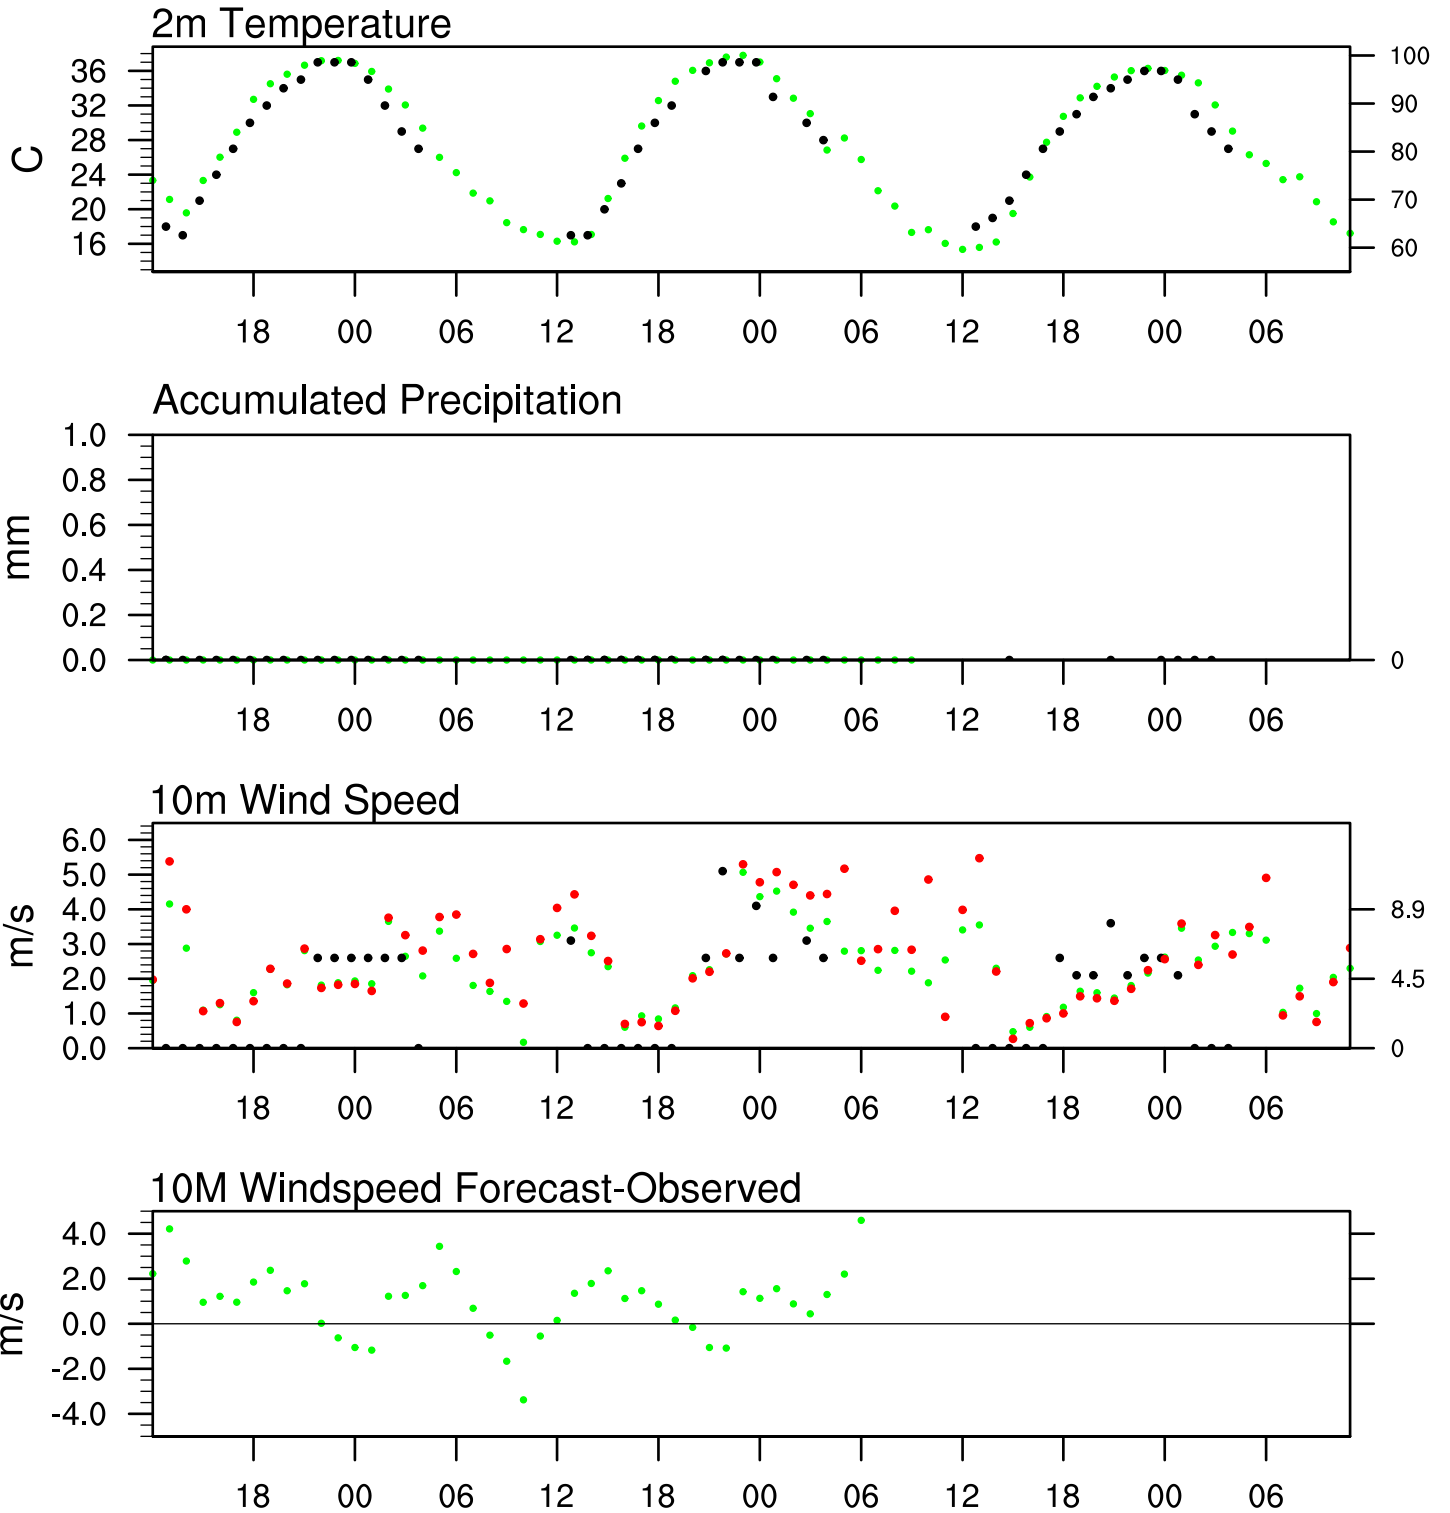 2m Temperature
36
32
28
24
20
16
C
100
90
80
70
60
18 00 06 12 18 00 06 12 18 00 06
Accumulated Precipitation
1.0
0.8
0.6
0.4
0.2
0.0
mm
0
18 00 06 12 18 00 06 12 18 00 06
10m Wind Speed
6.0
5.0
4.0
3.0
2.0
1.0
0.0
m/s
8.9
4.5
0
18 00 06 12 18 00 06 12 18 00 06
10M Windspeed Forecast-Observed
4.0
2.0
0.0
-2.0
-4.0
m/s
18 00 06 12 18 00 06 12 18 00 06